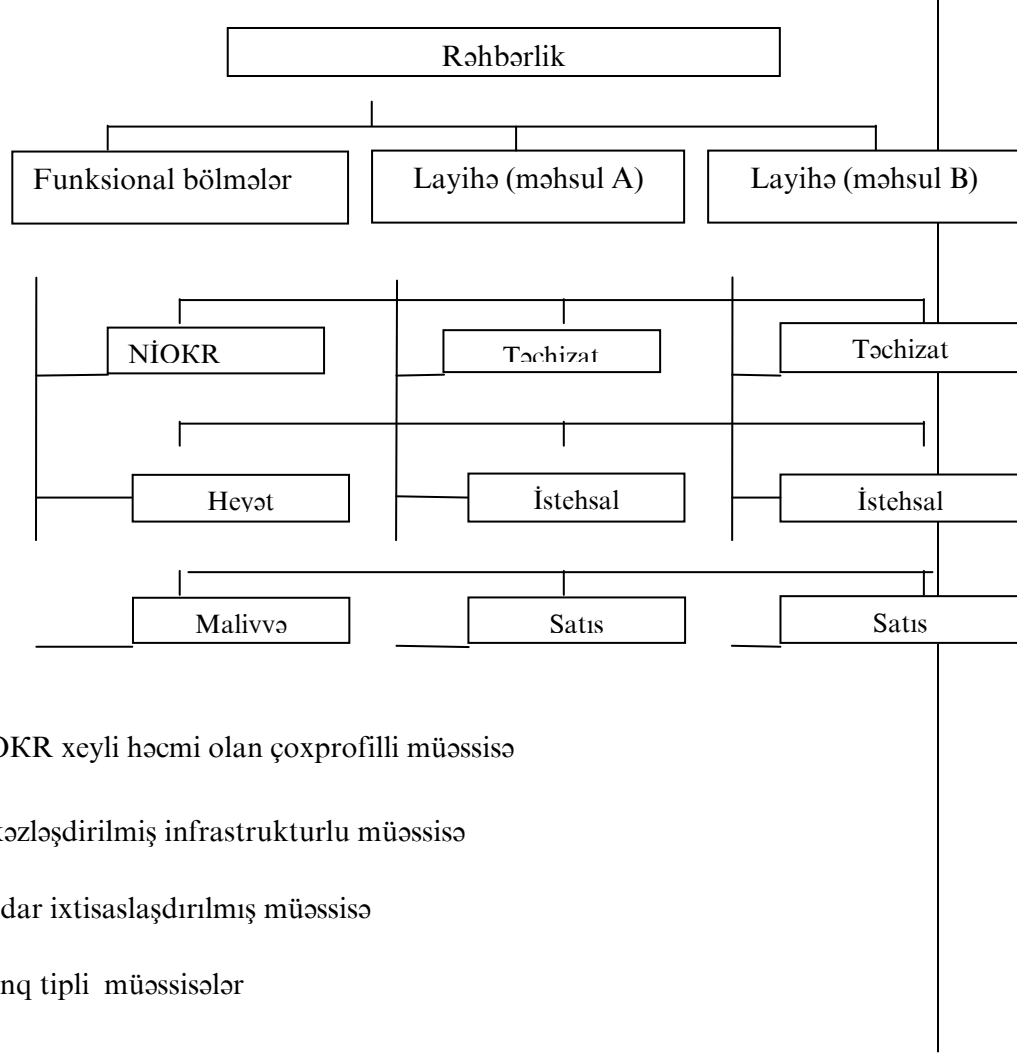 Rəhbərlik
Funksional bölmələr Layihə (məhsul A) Layihə (məhsul B)
NİOKR Təchizat Təchizat
Heyət İstehsal İstehsal
Maliyyə Satış Satış
OKR xeyli həcmi olan çoxprofilli müəssisə
kəzləşdirilmiş infrastrukturlu müəssisə
dar ixtisaslaşdırılmış müəssisə
nq tipli müəssisələr